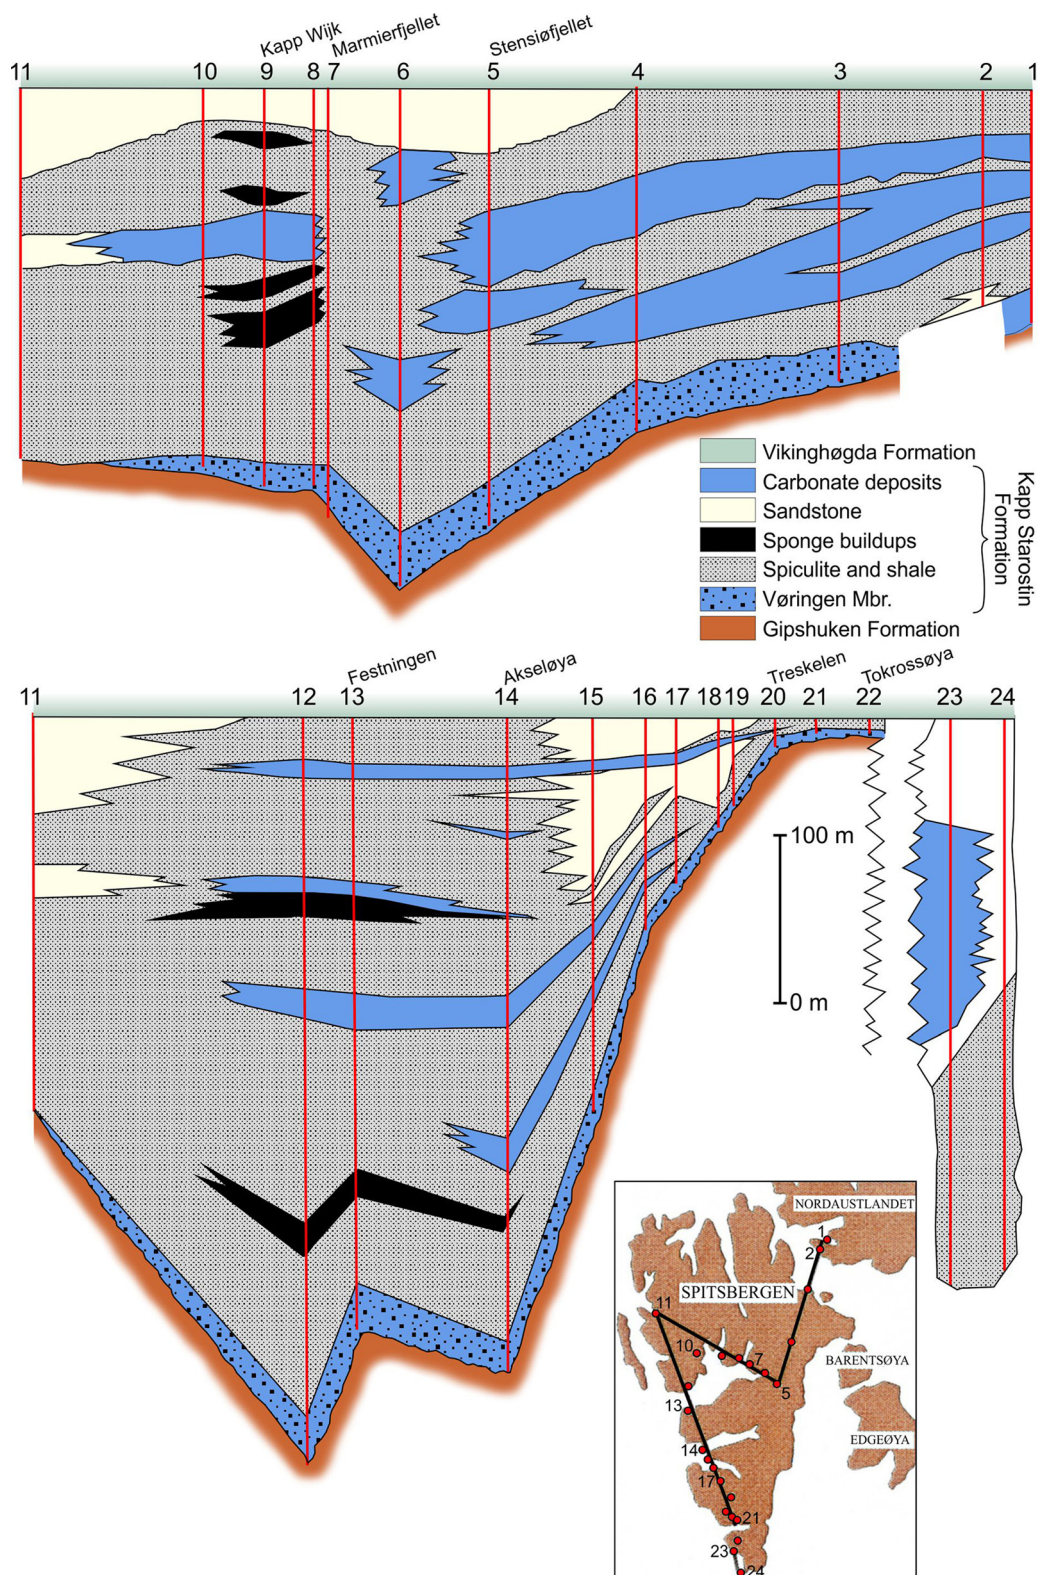 Kapp Wijk
Marmierfjellet
Stensiøfjellet
11 10 9 8 7 6 5 4 3 2 1
Vikinghøgda Formation
Carbonate deposits
Sandstone
Sponge buildups
Spiculite and shale
Vøringen Mbr.
Gipshuken Formation
Kapp Starostin
Formation
Festningen
Akseløya
Treskelen
Tokrossøya
11 12 13 14 15 16 17 18 19 20 21 22 23 24
100 m
0 m
NORDAUSTLANDET
1
2
SPITSBERGEN
11
10
7
BARENTSØYA
5
13
EDGEØYA
14
17
21
23
24